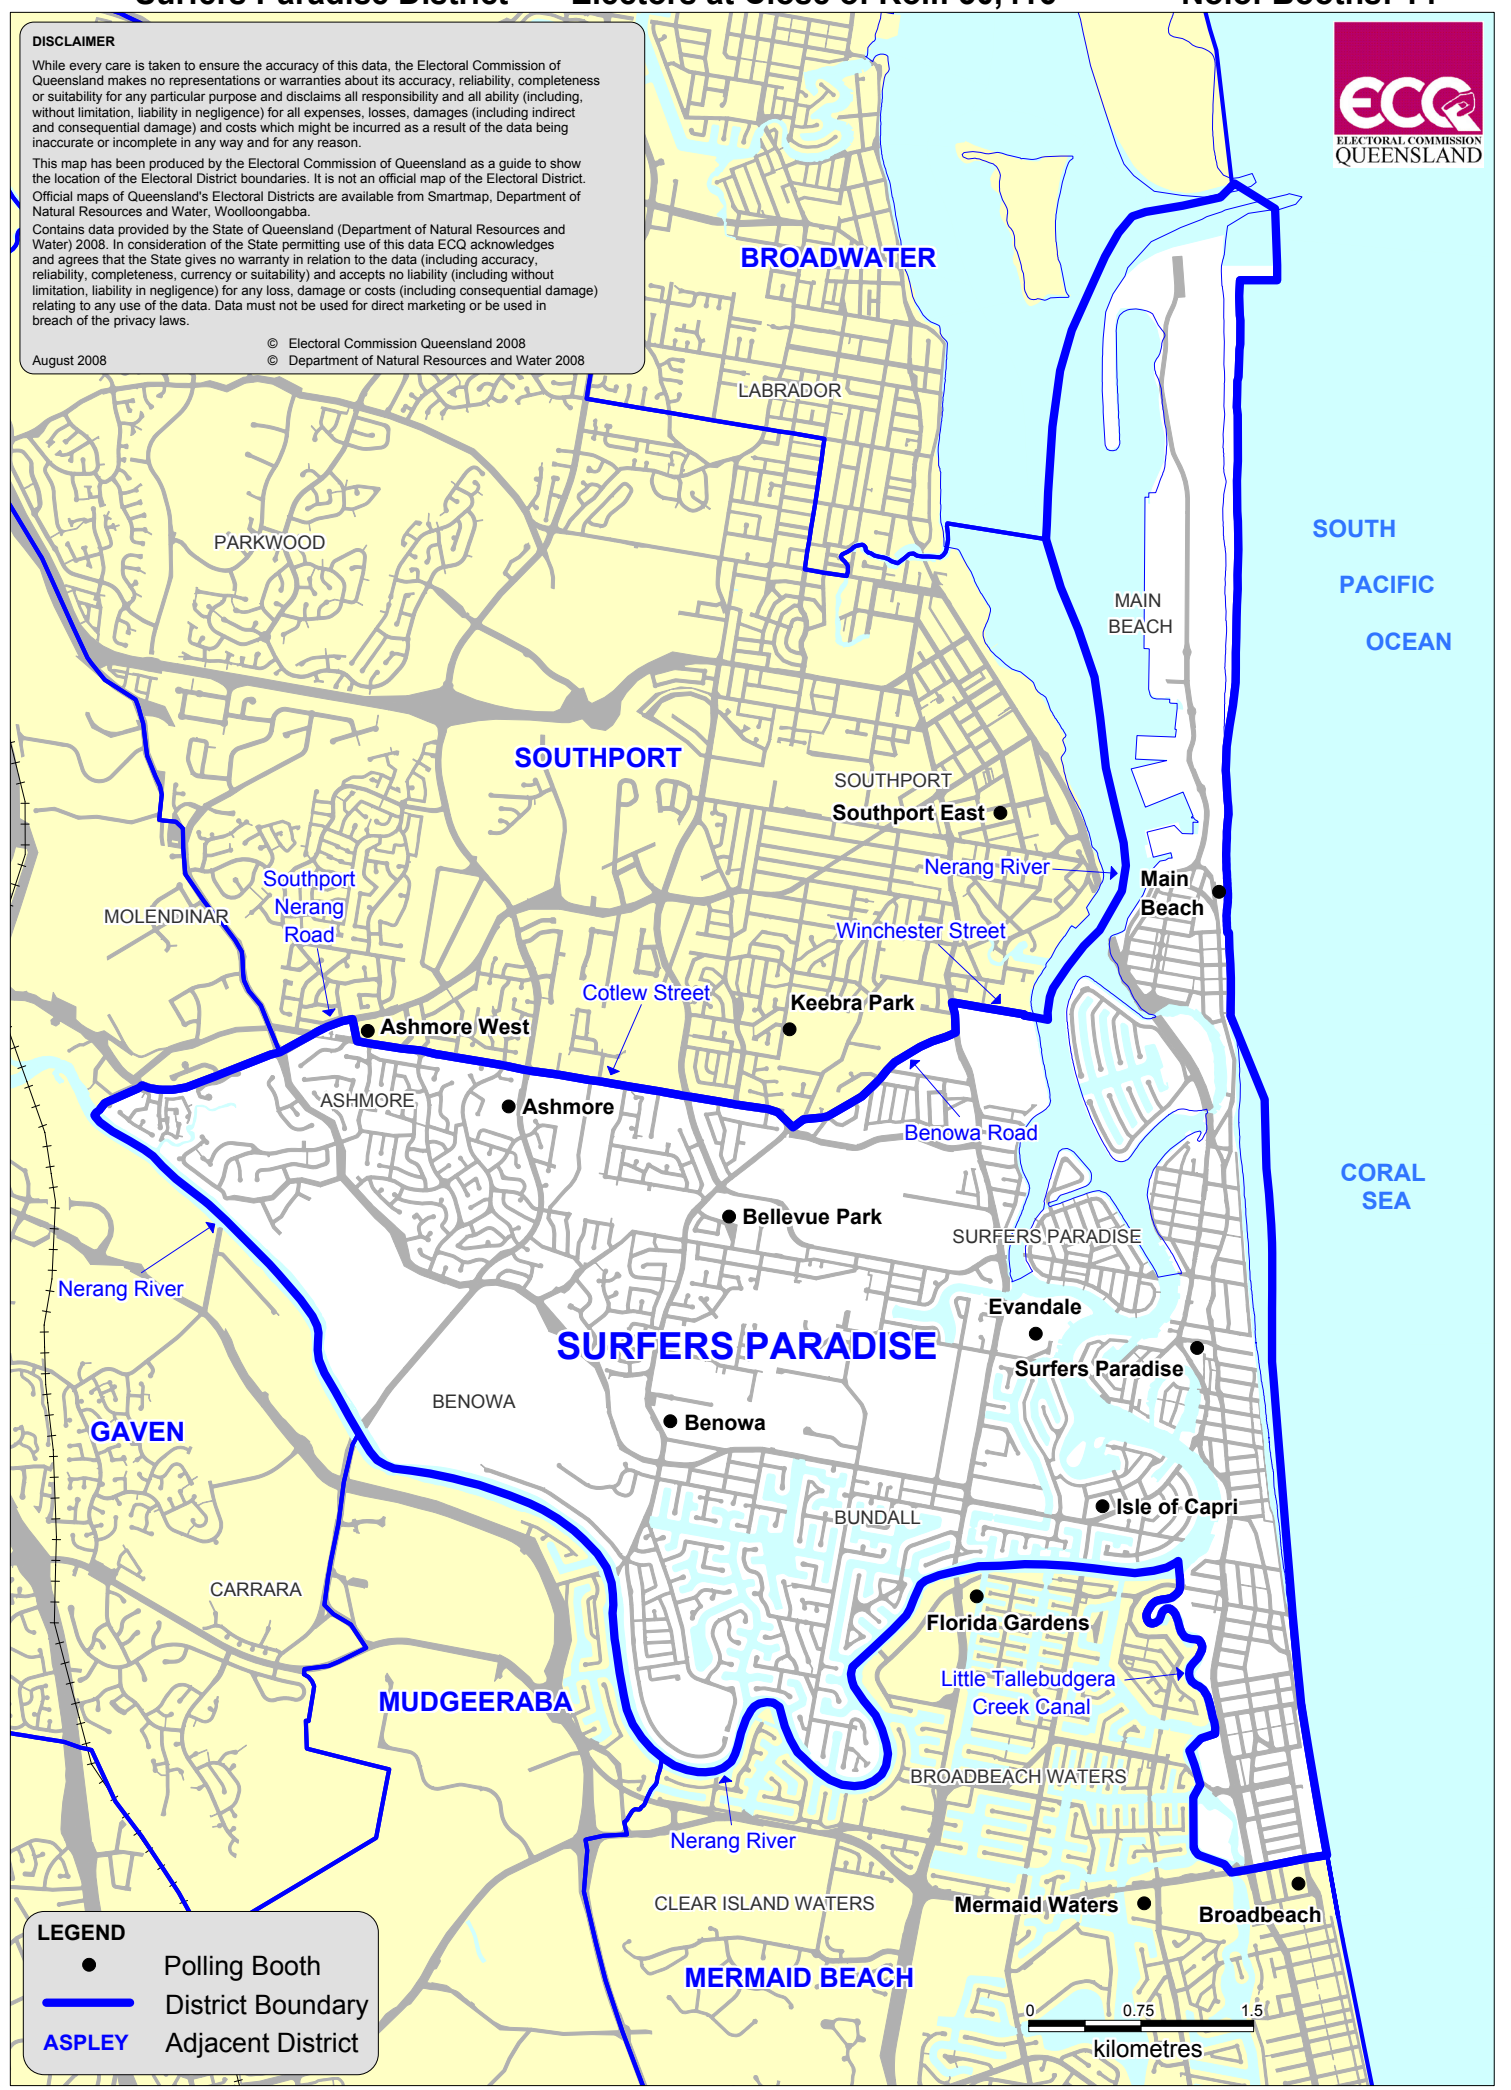 Surfers Paradise District
DISCLAIMER
While every care is taken to ensure the accuracy of this data, the Electoral Commission of
Queensland makes no representations or warranties about its accuracy, reliability, completeness
or suitability for any particular purpose and disclaims all responsibility and all ability (including,
without limitation, liability in negligence) for all expenses, losses, damages (including indirect
and consequential damage) and costs which might be incurred as a result of the data being
inaccurate or incomplete in any way and for any reason.
This map has been produced by the Electoral Commission of Queensland as a guide to show
the location of the Electoral District boundaries. It is not an official map of the Electoral District.
Official maps of Queensland's Electoral Districts are available from Smartmap, Department of
Natural Resources and Water, Woolloongabba.
Contains data provided by the State of Queensland (Department of Natural Resources and
Water) 2008. In consideration of the State permitting use of this data ECQ acknowledges
and agrees that the State gives no warranty in relation to the data (including accuracy,
reliability, completeness, currency or suitability) and accepts no liability (including without
limitation, liability in negligence) for any loss, damage or costs (including consequential damage)
relating to any use of the data. Data must not be used for direct marketing or be used in
breach of the privacy laws.
© Electoral Commission Queensland 2008
August 2008 © Department of Natural Resources and Water 2008
ECQ
ELECTORAL COMMISSION
QUEENSLAND
BROADWATER
LABRADOR
PARKWOOD
SOUTH
PACIFIC
OCEAN
MAIN
BEACH
SOUTHPORT
SOUTHPORT
Southport East
Nerang River
Main
Beach
Southport
Nerang
Road
MOLENDINAR
Winchester Street
Cotlew Street
Keebra Park
Ashmore West
ASHMORE
Ashmore
Benowa Road
CORAL
SEA
Bellevue Park
SURFERS PARADISE
Nerang River
Evandale
SURFERS PARADISE
Surfers Paradise
BENOWA
GAVEN
Benowa
Isle of Capri
BUNDALL
CARRARA
Florida Gardens
Little Tallebudgera
Creek Canal
MUDGEERABA
BROADBEACH WATERS
Nerang River
CLEAR ISLAND WATERS
Mermaid Waters
Broadbeach
MERMAID BEACH
LEGEND
Polling Booth
District Boundary
ASPLEY Adjacent District
0 0.75 1.5
kilometres